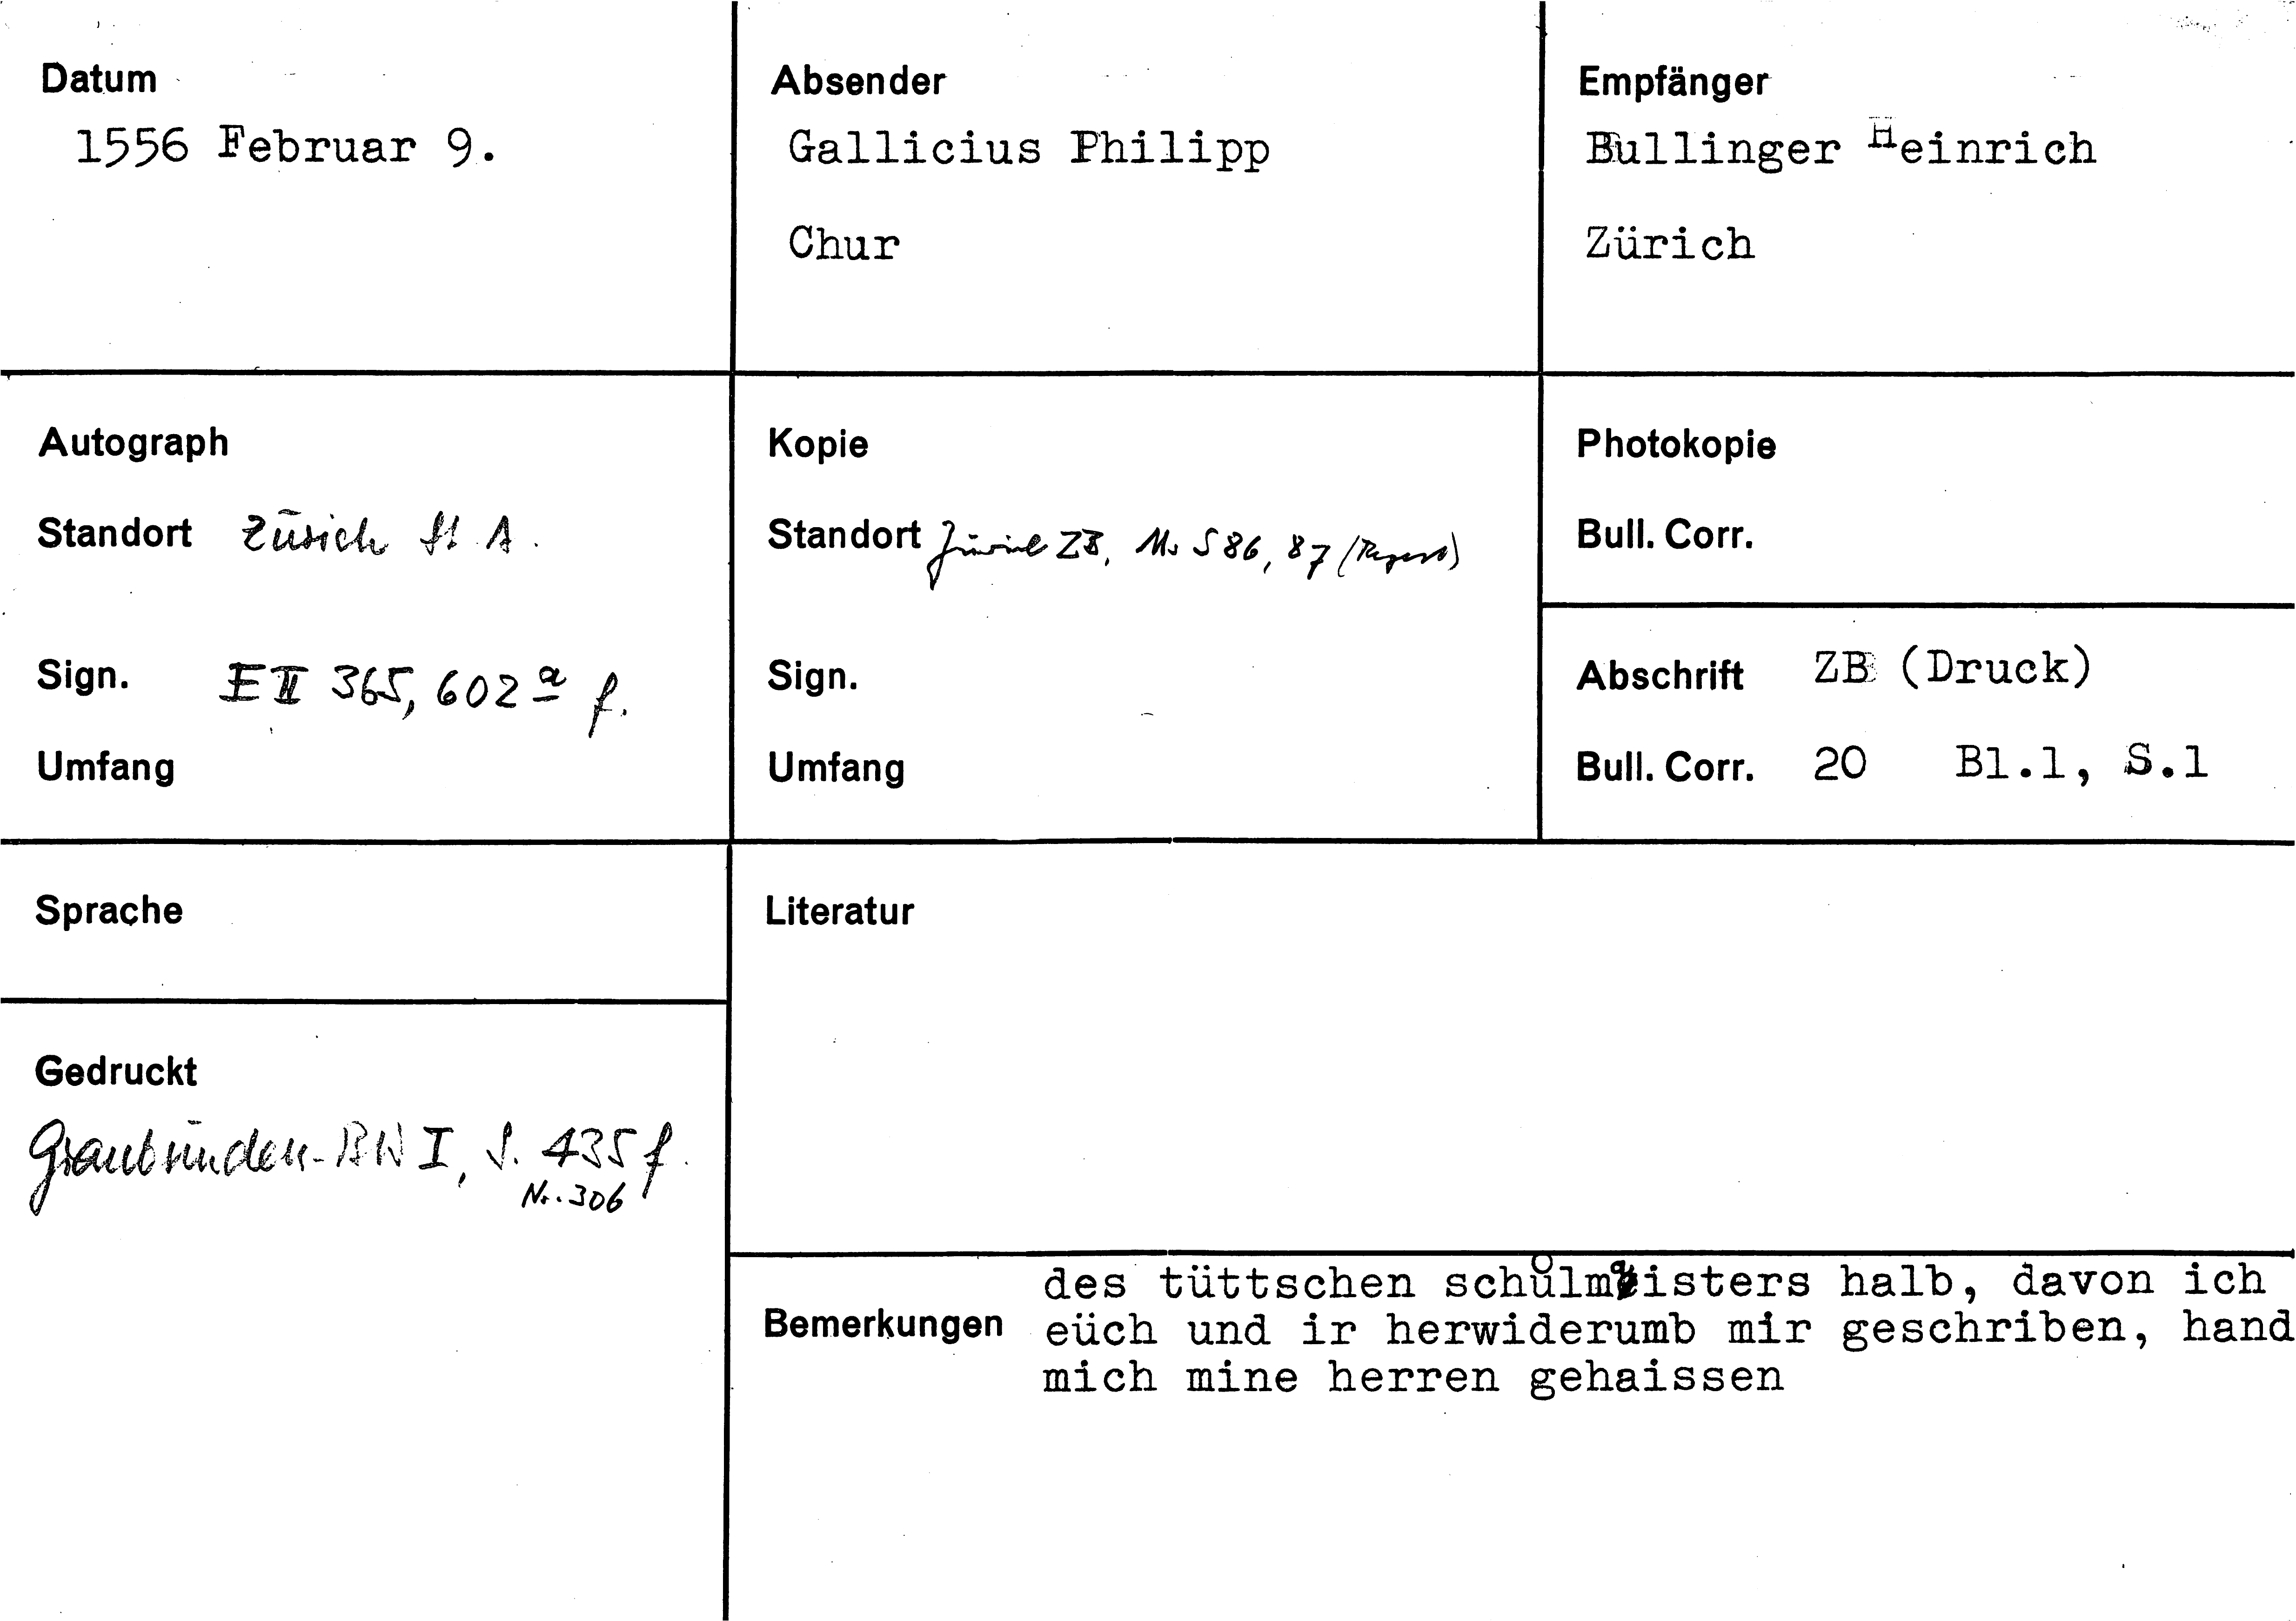 Datum
1556 Februar 9.
Absender
Gallicius Philipp
Chur
Empfänger
Bullinger Heinrich
Zürich
Autograph
Standort Zürich St A.
Sign. E II 365, 602a f.
Umfang
Kopie
Standort Zürich ZB, Ms S 86, 87 (Regest)
Sign.
Umfang
Photokopie
Bull. Corr.
Abschrift ZB (Druck)
Bull. Corr. 20 Bl.1, S.1
Sprache
Literatur
Gedruckt
Graubünden-BW I, S. 435 f.
Nr. 306
Bemerkungen
des tüttschen schůlmaisters halb, davon ich
eüch und ir herwiderumb mir geschriben, hand
mich mine herren gehaissen